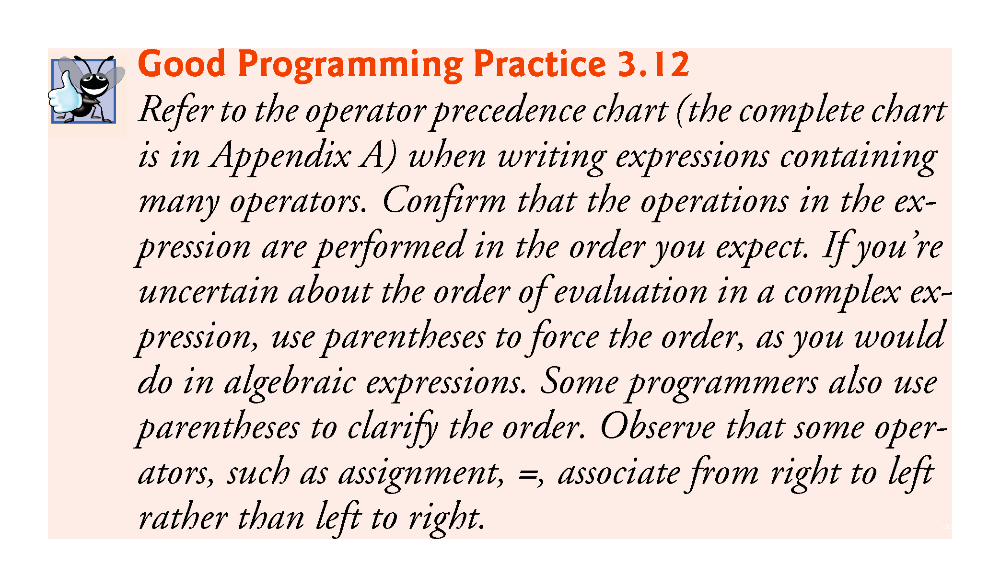 Good Programming Practice 3.12
Refer to the operator precedence chart (the complete chart
is in Appendix A) when writing expressions containing
many operators. Confirm that the operations in the ex-
pression are performed in the order you expect. If you’re
uncertain about the order of evaluation in a complex ex-
pression, use parentheses to force the order, as you would
do in algebraic expressions. Some programmers also use
parentheses to clarify the order. Observe that some oper-
ators, such as assignment, =, associate from right to left
rather than left to right.
3.12